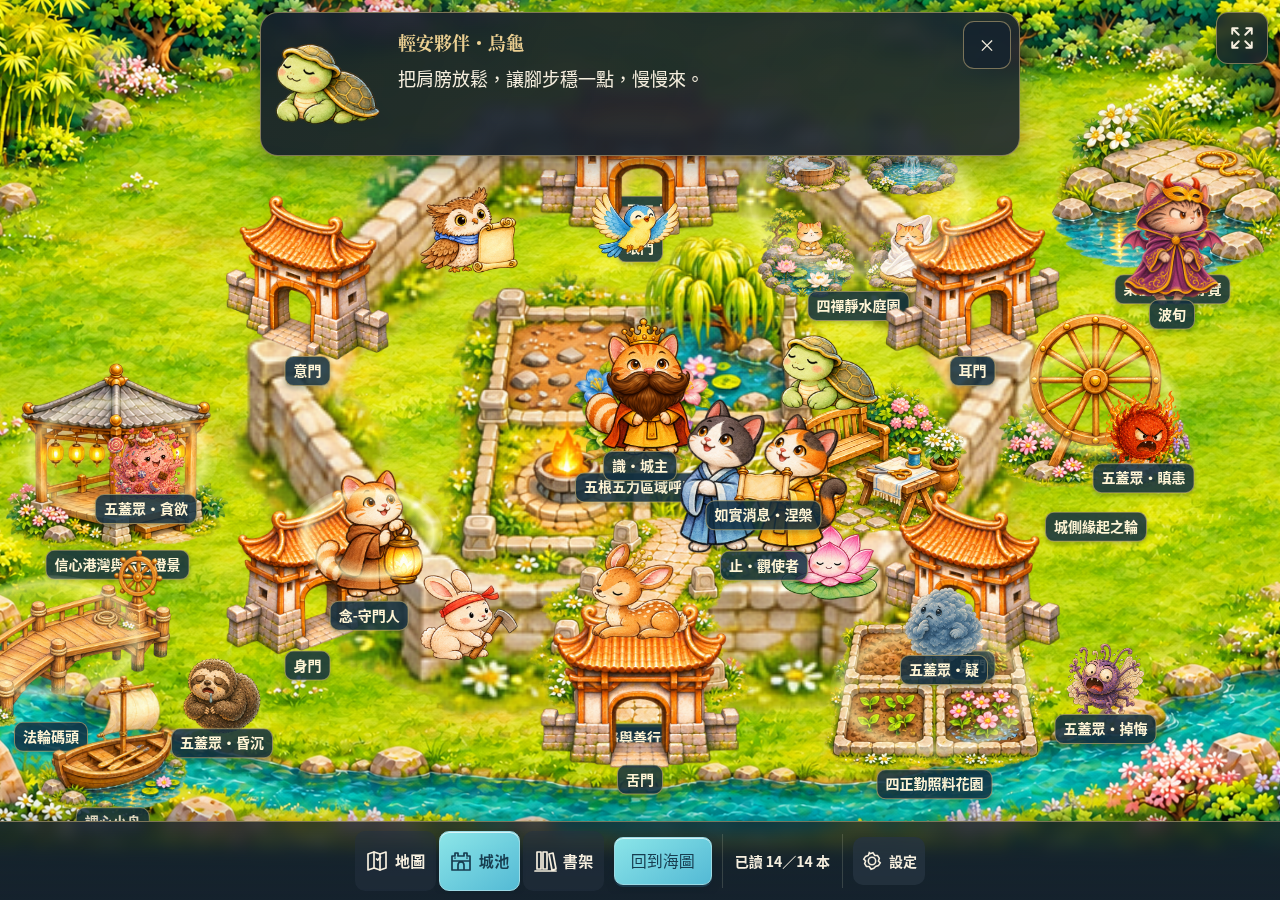 輕安夥伴・烏龜
把肩膀放鬆，讓腳步穩一點，慢慢來。
四禪靜水庭園
波旬
意門
耳門
識・城主
五根五力區域呼
五蓋眾・瞋恚
五蓋眾・貪欲
如實消息・涅槃
城側緣起之輪
信心港灣與
燈景
止・觀使者
念-守門人
身門
五蓋眾・疑
法輪碼頭
五蓋眾・昏沉
與善行
五蓋眾・掉悔
舌門
四正勤照料花園
地圖
城池
書架
回到海圖
已讀 14／14 本
設定